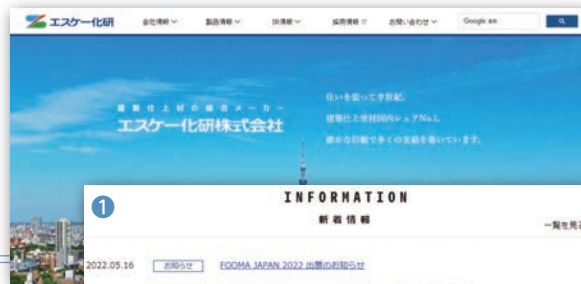 エスケー化研
会社情報
製品情報
IR情報
採用情報
お問い合わせ
Google
建築仕上材の総合メーカー
エスケー化研株式会社
住いを装って半世紀。
建築仕上塗材国内シェアNo.1。
確かな信頼で多くの実績を築いています。
1
INFORMATION
新着情報
一覧を見る
2022.05.16 お知らせ FOOMA JAPAN 2022 出展のお知らせ